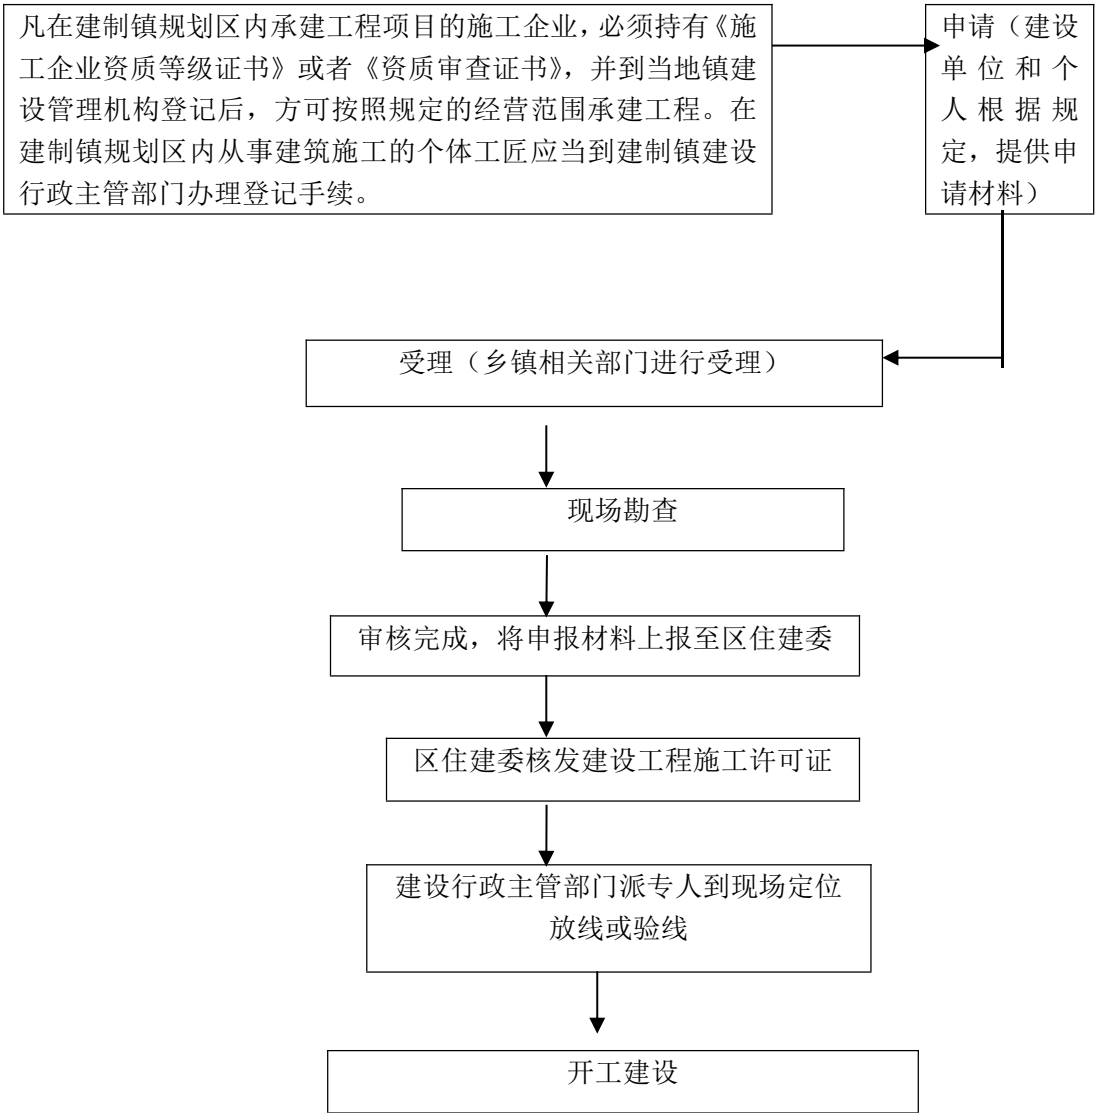 凡在建制镇规划区内承建工程项目的施工企业，必须持有《施
工企业资质等级证书》或者《资质审查证书》，并到当地镇建
设管理机构登记后，方可按照规定的经营范围承建工程。在
建制镇规划区内从事建筑施工的个体工匠应当到建制镇建设
行政主管部门办理登记手续。
申请（建设
单位和个
人根据规
定，提供申
请材料）
受理（乡镇相关部门进行受理）
现场勘查
审核完成，将申报材料上报至区住建委
区住建委核发建设工程施工许可证
建设行政主管部门派专人到现场定位
放线或验线
开工建设